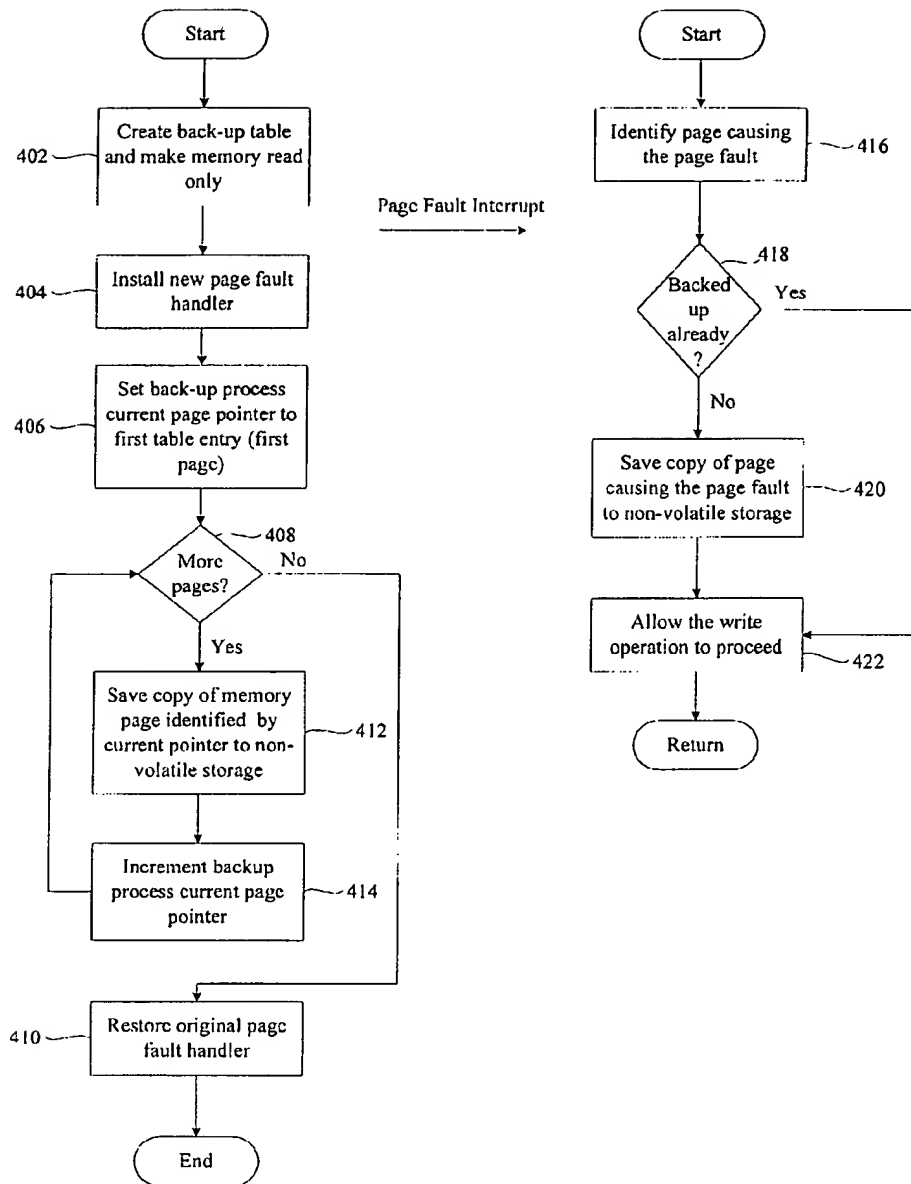 Start
402
Create back-up table
and make memory read
only
404
Install new page fault
handler
406
Set back-up process
current page pointer to
first table entry (first
page)
408
More
pages?
No
Yes
Save copy of memory
page identified by
current pointer to non-
volatile storage
412
Increment backup
process current page
pointer
414
410
Restore original page
fault handler
End
Page Fault Interrupt
Start
Identify page causing
the page fault
416
418
Backed
up
already
?
Yes
No
Save copy of page
causing the page fault
to non-volatile storage
420
Allow the write
operation to proceed
422
Return